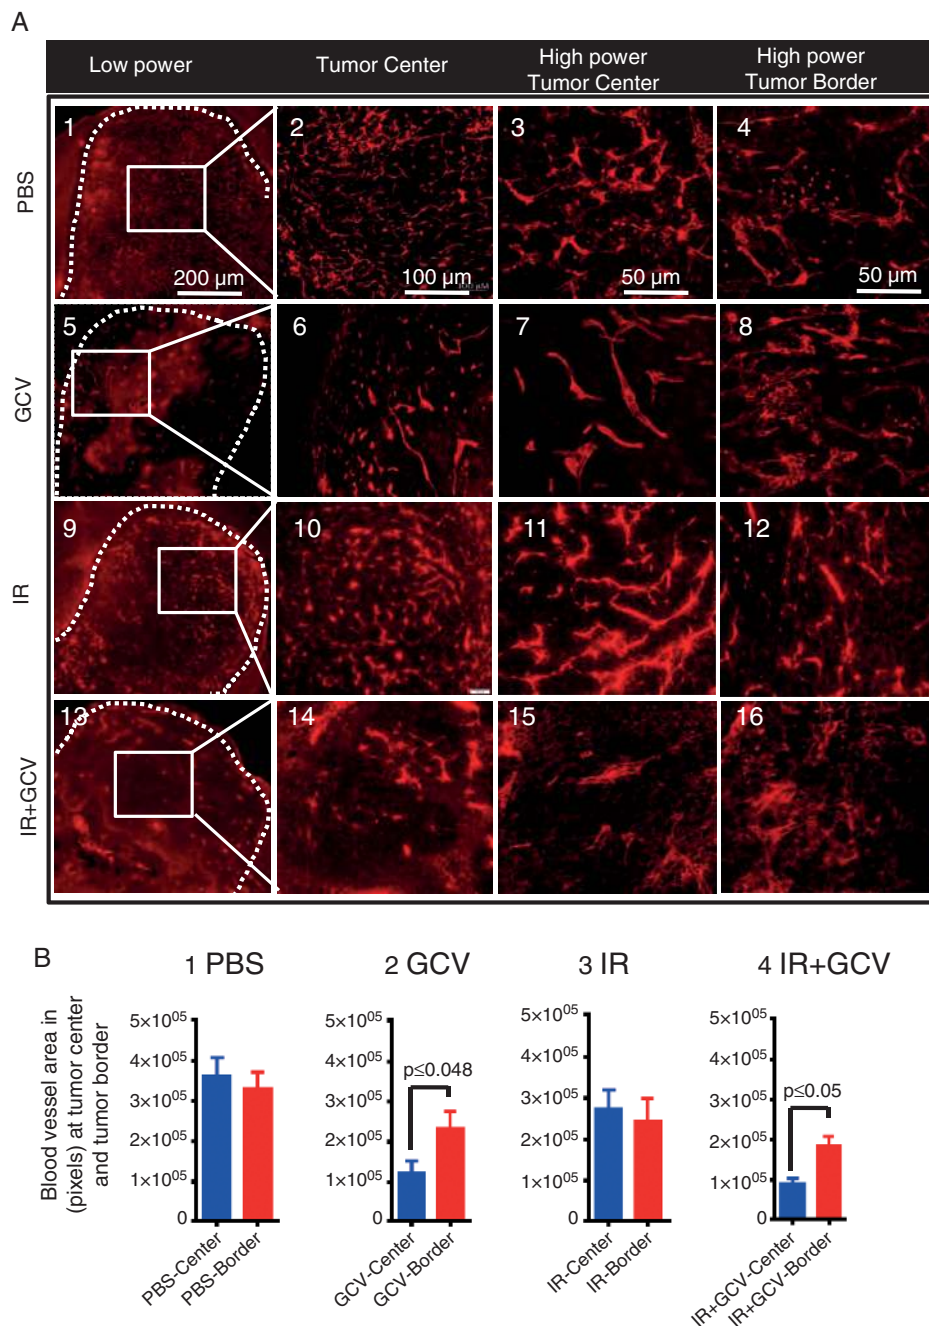 A
Low power
Tumor Center
High power
Tumor Center
High power
Tumor Border
PBS
1
200 µm
2
100 µm
3
50 µm
4
50 µm
GCV
5
6
7
8
IR
9
10
11
12
IR+GCV
13
14
15
16
B
Blood vessel area in
(pixels) at tumor center
and tumor border
1 PBS
5×10⁰⁵
4×10⁰⁵
3×10⁰⁵
2×10⁰⁵
1×10⁰⁵
0
PBS-Center
PBS-Border
2 GCV
5×10⁰⁵
4×10⁰⁵
3×10⁰⁵
2×10⁰⁵
1×10⁰⁵
0
p≤0.048
GCV-Center
GCV-Border
3 IR
5×10⁰⁵
4×10⁰⁵
3×10⁰⁵
2×10⁰⁵
1×10⁰⁵
0
IR-Center
IR-Border
4 IR+GCV
5×10⁰⁵
4×10⁰⁵
3×10⁰⁵
2×10⁰⁵
1×10⁰⁵
0
p≤0.05
IR+GCV-Center
IR+GCV-Border